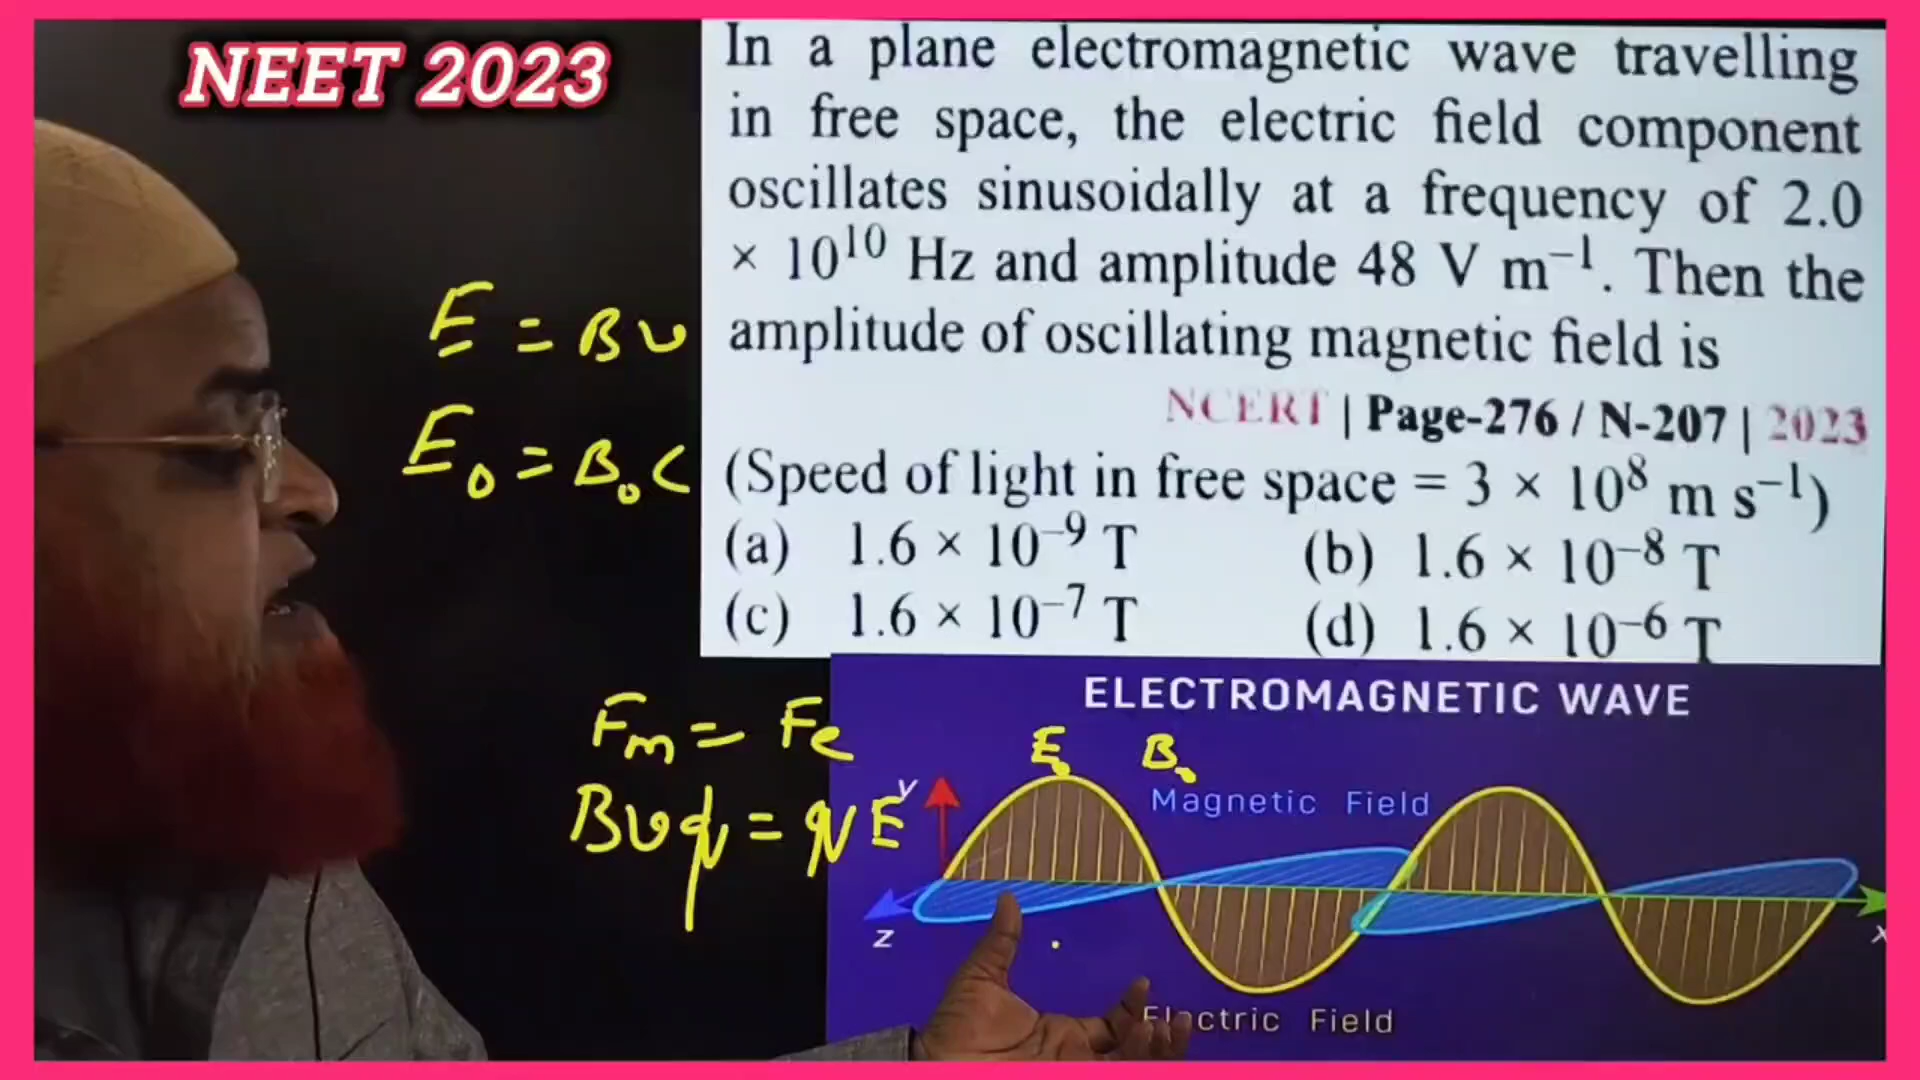 NEET 2023
In a plane electromagnetic wave travelling
in free space, the electric field component
oscillates sinusoidally at a frequency of 2.0
× 10¹⁰ Hz and amplitude 48 V m⁻¹. Then the
amplitude of oscillating magnetic field is
NCERT | Page-276 / N-207 | 2023
(Speed of light in free space = 3 × 10⁸ m s⁻¹)
(a) 1.6 × 10⁻⁹ T (b) 1.6 × 10⁻⁸ T
(c) 1.6 × 10⁻⁷ T (d) 1.6 × 10⁻⁶ T
E = Bυ
E₀ = B₀C
Fm = Fe
Bυq = qE
ELECTROMAGNETIC WAVE
E₀ B₀
y
Magnetic Field
z
x
Electric Field